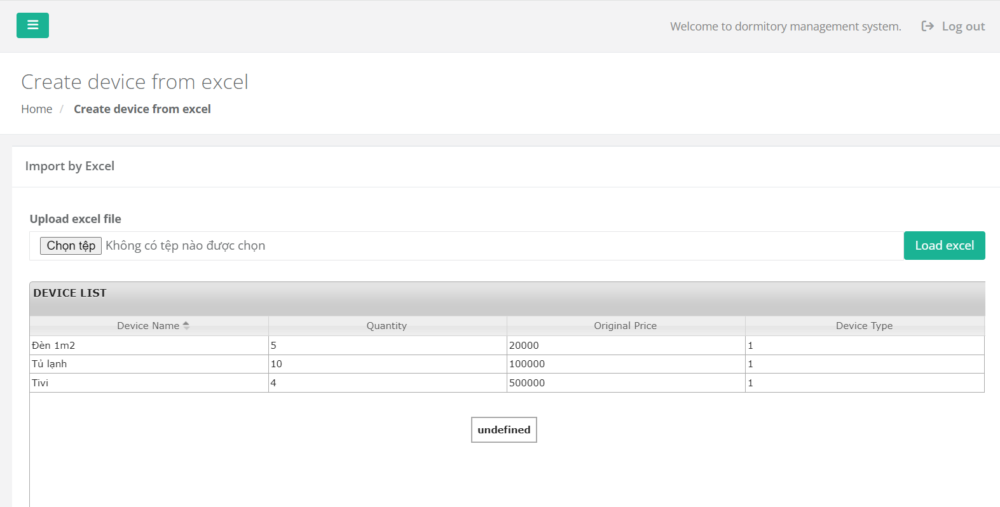 Welcome to dormitory management system. Log out
Create device from excel
Home / Create device from excel
Import by Excel
Upload excel file
Chọn tệp Không có tệp nào được chọn Load excel
DEVICE LIST
Device Name Quantity Original Price Device Type
Đèn 1m2 5 20000 1
Tủ lạnh 10 100000 1
Tivi 4 500000 1
undefined